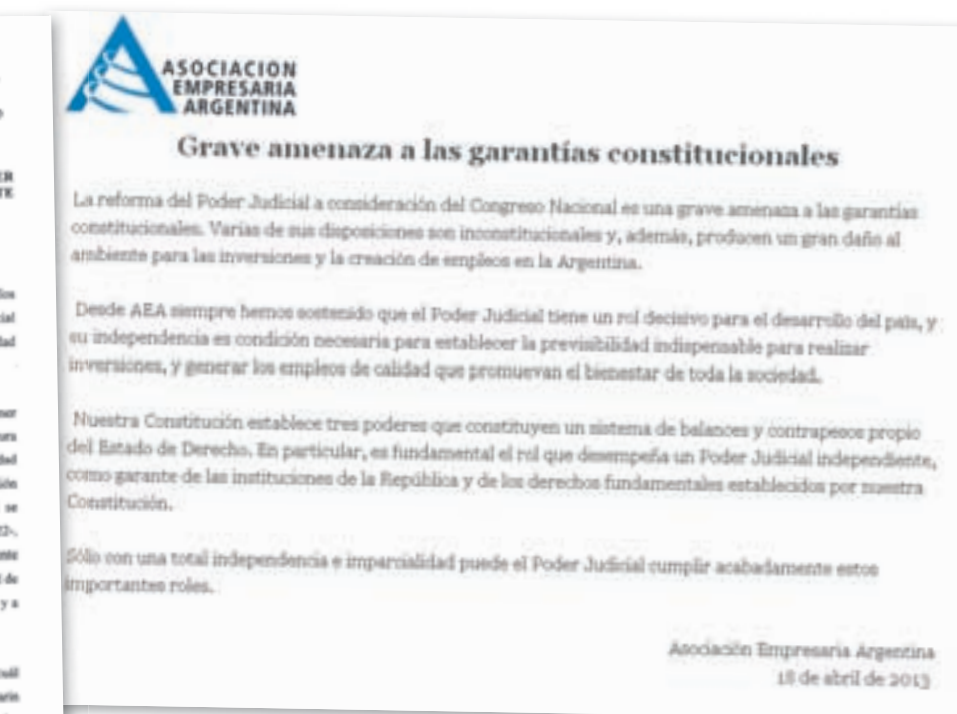 ER
TE
ASOCIACION
EMPRESARIA
ARGENTINA
Grave amenaza a las garantías constitucionales
La reforma del Poder Judicial a consideración del Congreso Nacional es una grave amenaza a las garantías
constitucionales. Varias de sus disposiciones son inconstitucionales y, además, producen un gran daño al
ambiente para las inversiones y la creación de empleos en la Argentina.
Desde AEA siempre hemos sostenido que el Poder Judicial tiene un rol decisivo para el desarrollo del país, y
su independencia es condición necesaria para establecer la previsibilidad indispensable para realizar
inversiones, y generar los empleos de calidad que promuevan el bienestar de toda la sociedad.
Nuestra Constitución establece tres poderes que constituyen un sistema de balances y contrapesos propio
del Estado de Derecho. En particular, es fundamental el rol que desempeña un Poder Judicial independiente,
como garante de las instituciones de la República y de los derechos fundamentales establecidos por nuestra
Constitución.
Sólo con una total independencia e imparcialidad puede el Poder Judicial cumplir acabadamente estos
importantes roles.
Asociación Empresaria Argentina
18 de abril de 2013